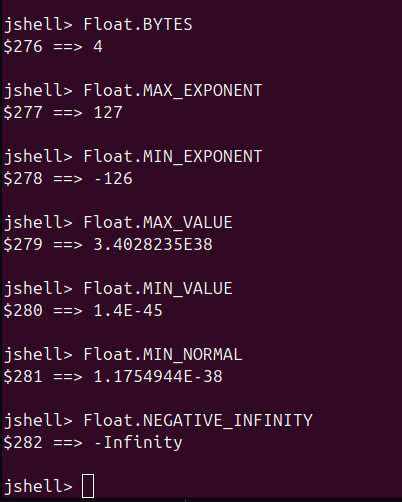 jshell> Float.BYTES
$276 ==> 4
jshell> Float.MAX_EXPONENT
$277 ==> 127
jshell> Float.MIN_EXPONENT
$278 ==> -126
jshell> Float.MAX_VALUE
$279 ==> 3.4028235E38
jshell> Float.MIN_VALUE
$280 ==> 1.4E-45
jshell> Float.MIN_NORMAL
$281 ==> 1.1754944E-38
jshell> Float.NEGATIVE_INFINITY
$282 ==> -Infinity
jshell>